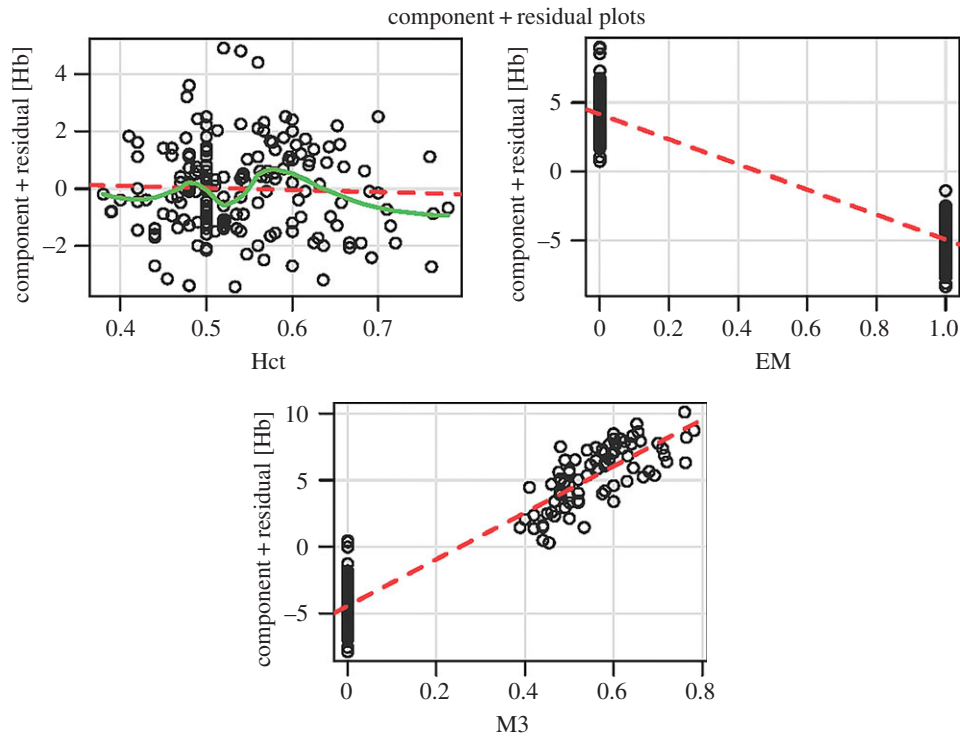 component + residual plots
component + residual [Hb]
4
2
0
−2
0.4 0.5 0.6 0.7
Hct
component + residual [Hb]
5
0
−5
0 0.2 0.4 0.6 0.8 1.0
EM
component + residual [Hb]
10
5
0
−5
0 0.2 0.4 0.6 0.8
M3